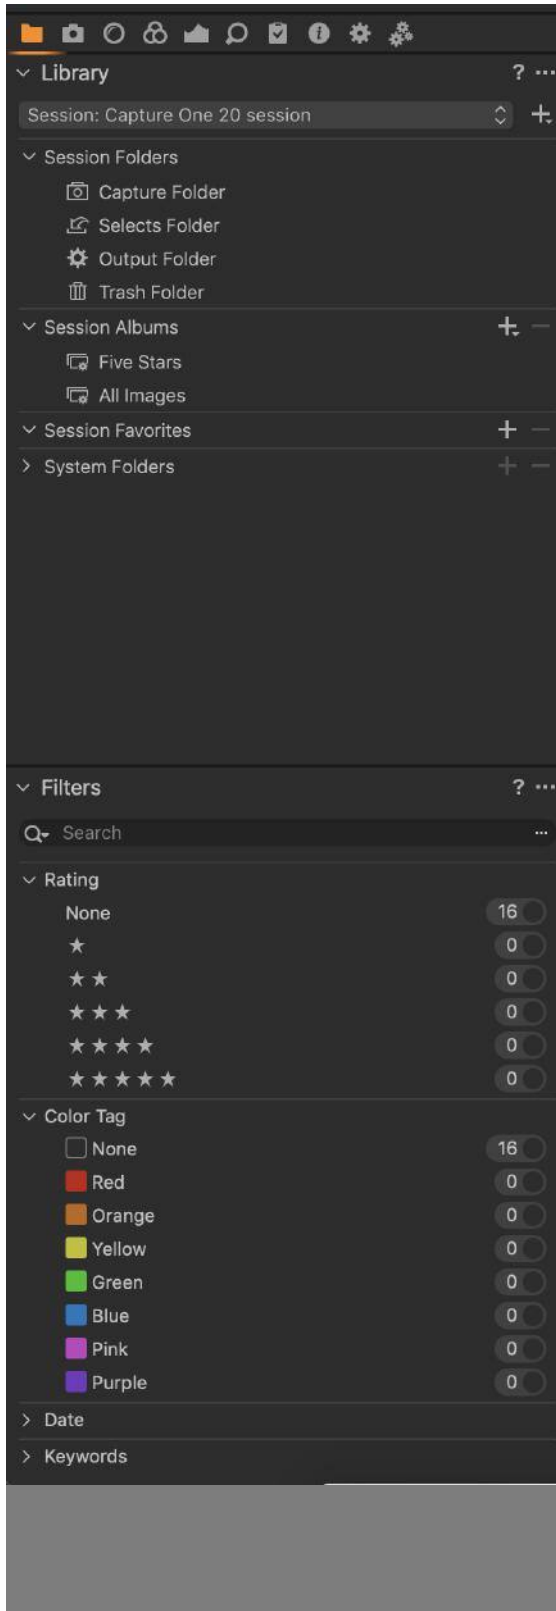 Library
? ...
Session: Capture One 20 session
Session Folders
Capture Folder
Selects Folder
Output Folder
Trash Folder
Session Albums
Five Stars
All Images
Session Favorites
System Folders
Filters
? ...
Search
...
Rating
None 16
★ 0
★★ 0
★★★ 0
★★★★ 0
★★★★★ 0
Color Tag
None 16
Red 0
Orange 0
Yellow 0
Green 0
Blue 0
Pink 0
Purple 0
Date
Keywords